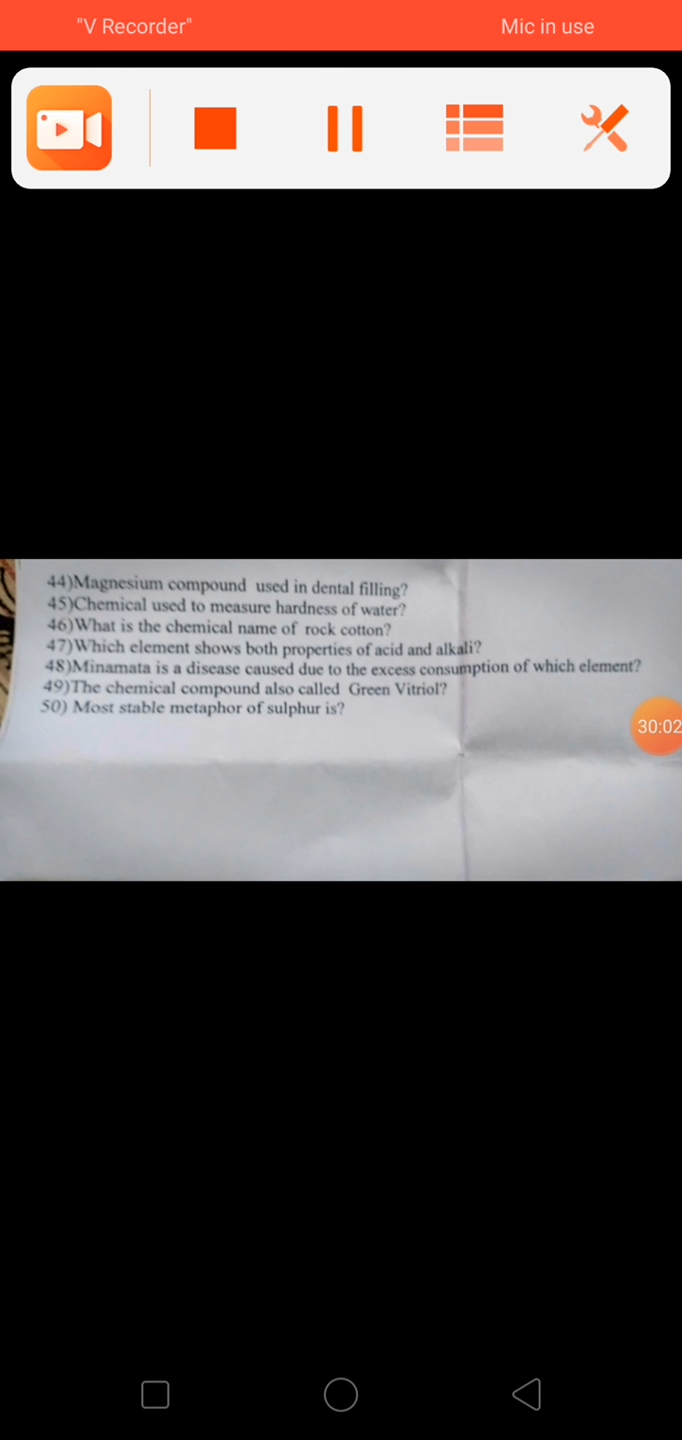 "V Recorder"
Mic in use
44)Magnesium compound used in dental filling?
45)Chemical used to measure hardness of water?
46)What is the chemical name of rock cotton?
47)Which element shows both properties of acid and alkali?
48)Minamata is a disease caused due to the excess consumption of which element?
49)The chemical compound also called Green Vitriol?
50) Most stable metaphor of sulphur is?
30:02